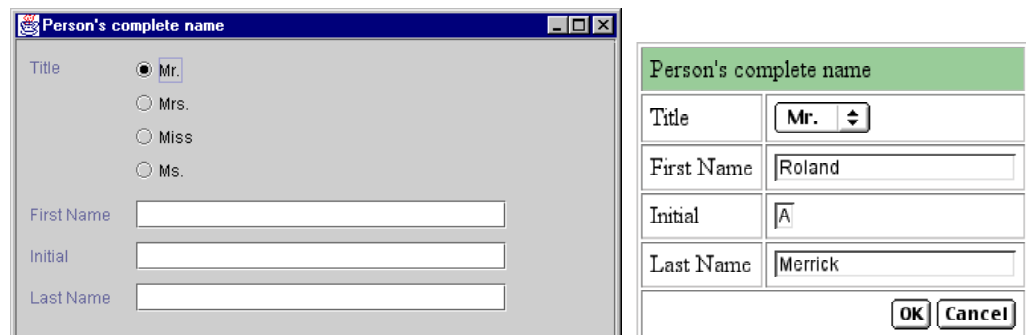 Person's complete name
Title Mr.
Mrs.
Miss
Ms.
First Name
Initial
Last Name
Person's complete name
Title Mr.
First Name Roland
Initial A
Last Name Merrick
OK Cancel